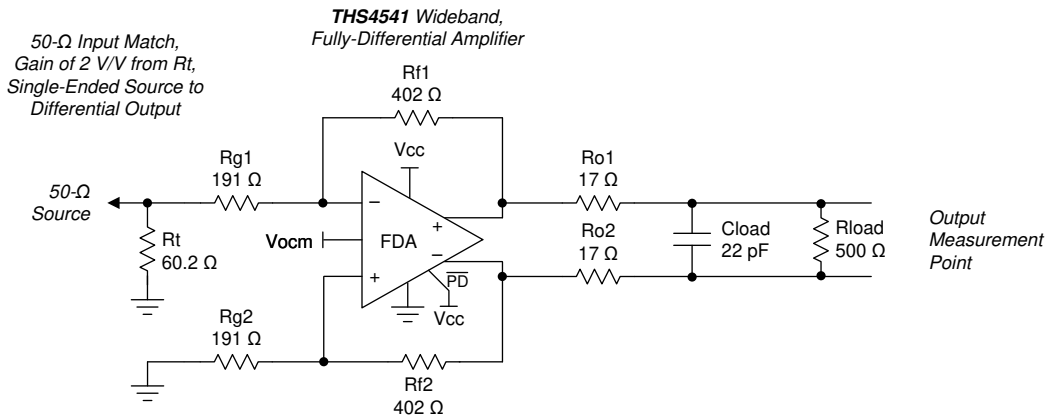 THS4541 Wideband,
Fully-Differential Amplifier
50-Ω Input Match,
Gain of 2 V/V from Rt,
Single-Ended Source to
Differential Output
Rf1
402 Ω
Vcc
Rg1
191 Ω
Ro1
17 Ω
50-Ω
Source
Rt
60.2 Ω
Vocm
−
+
FDA
+
−
PD
Vcc
Ro2
17 Ω
Cload
22 pF
Rload
500 Ω
Output
Measurement
Point
Rg2
191 Ω
Rf2
402 Ω